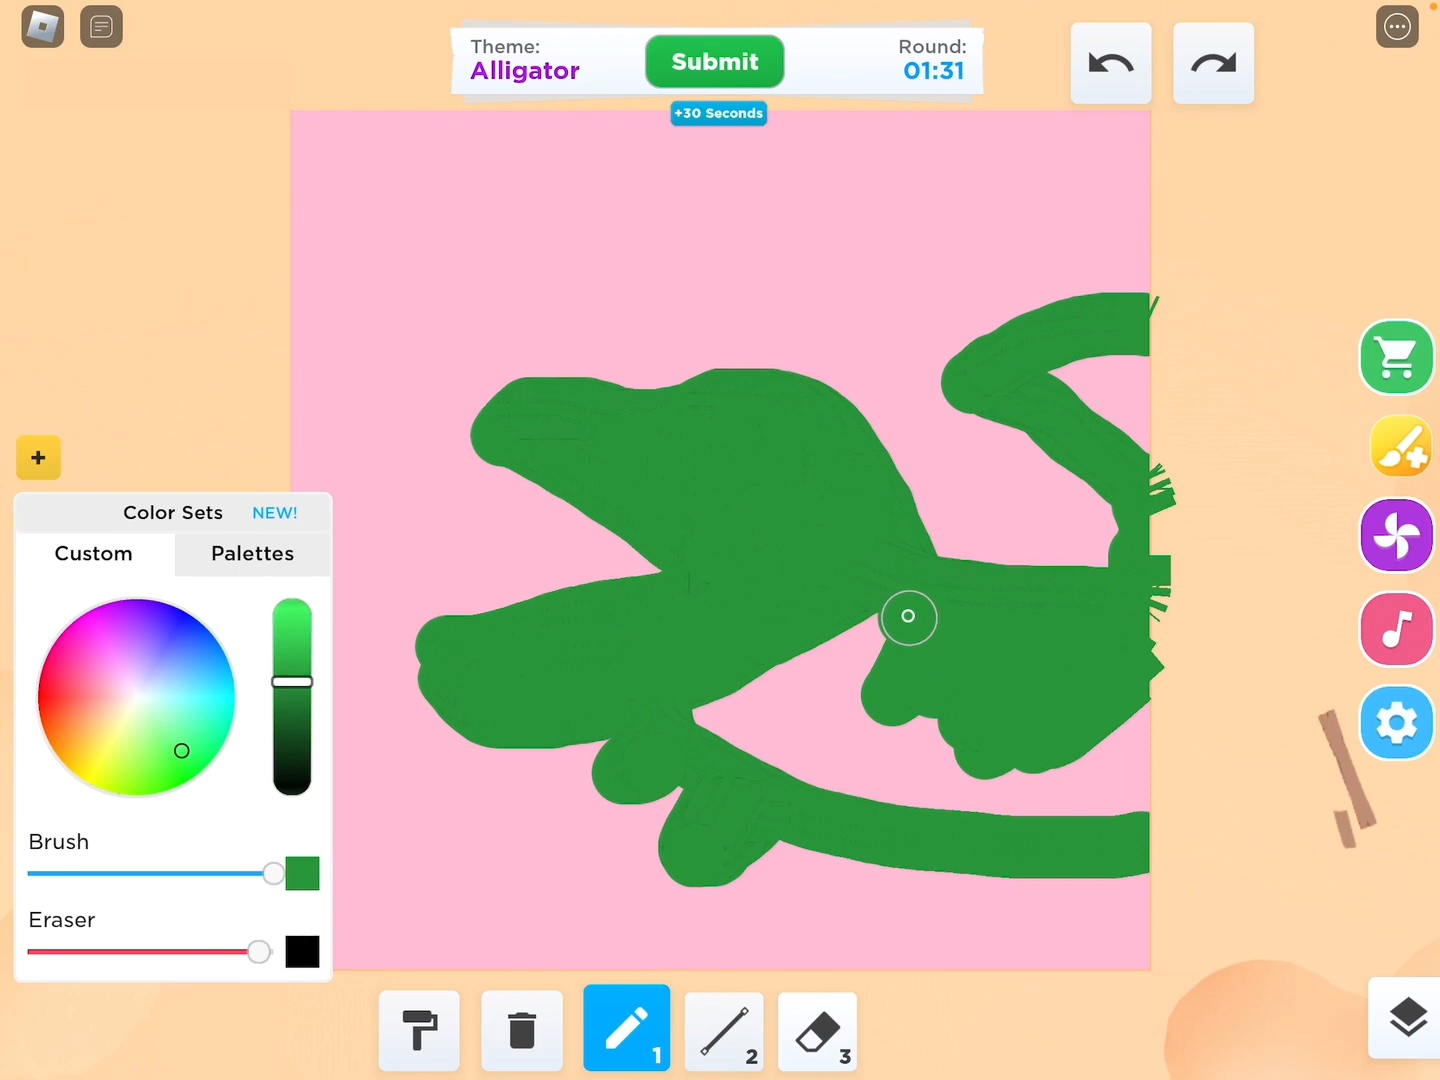 Theme:
Alligator
Submit
Round:
01:31
+30 Seconds
+
Color Sets NEW!
Custom Palettes
Brush
Eraser
1
2
3